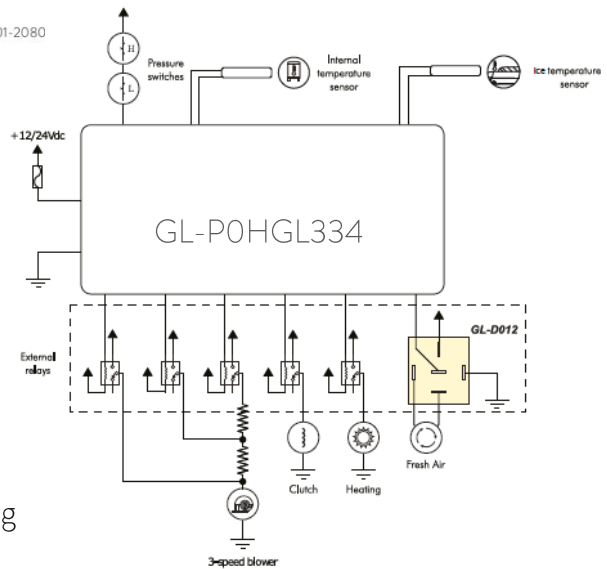 01-2080
H
L
Pressure
switches
Internal
temperature
sensor
Ice temperature
sensor
+12/24Vdc
GL-P0HGL334
External
relays
GL-D012
Fresh Air
Clutch
Heating
g
3-speed blower